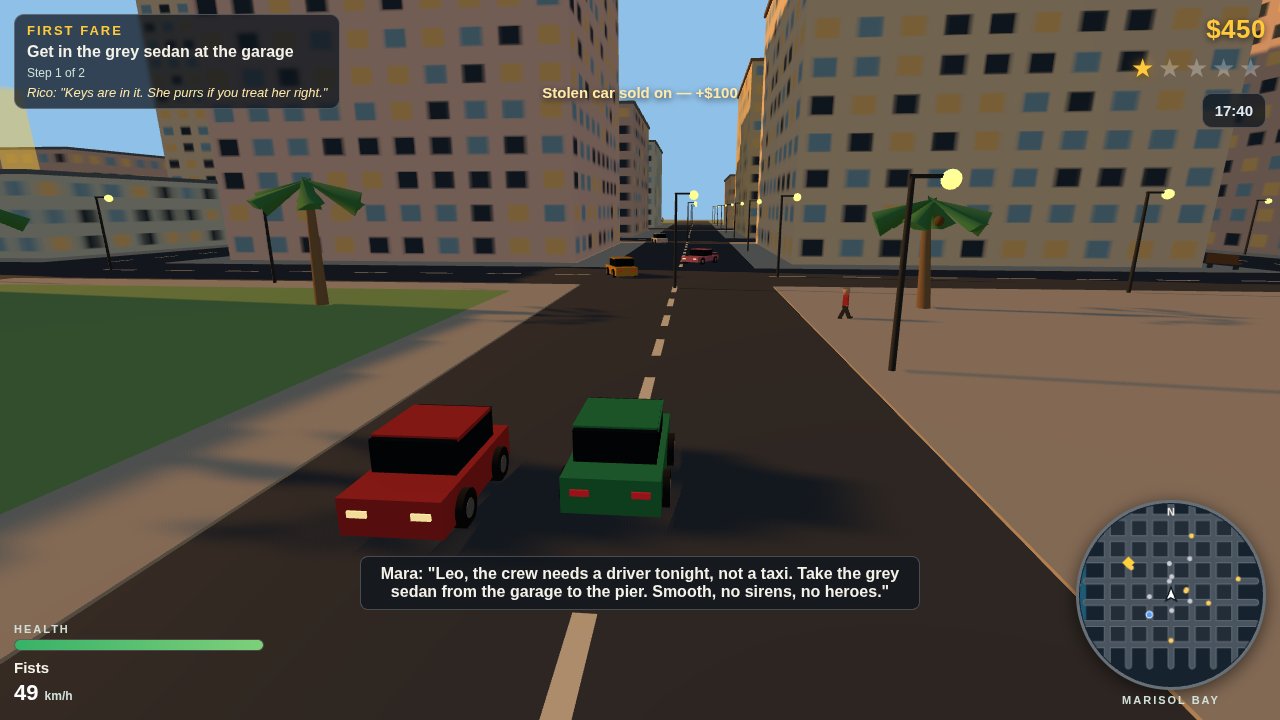 FIRST FARE
Get in the grey sedan at the garage
Step 1 of 2
Rico: "Keys are in it. She purrs if you treat her right."
$450
17:40
Stolen car sold on — +$100
Mara: "Leo, the crew needs a driver tonight, not a taxi. Take the grey
sedan from the garage to the pier. Smooth, no sirens, no heroes."
HEALTH
Fists
49 km/h
N
MARISOL BAY